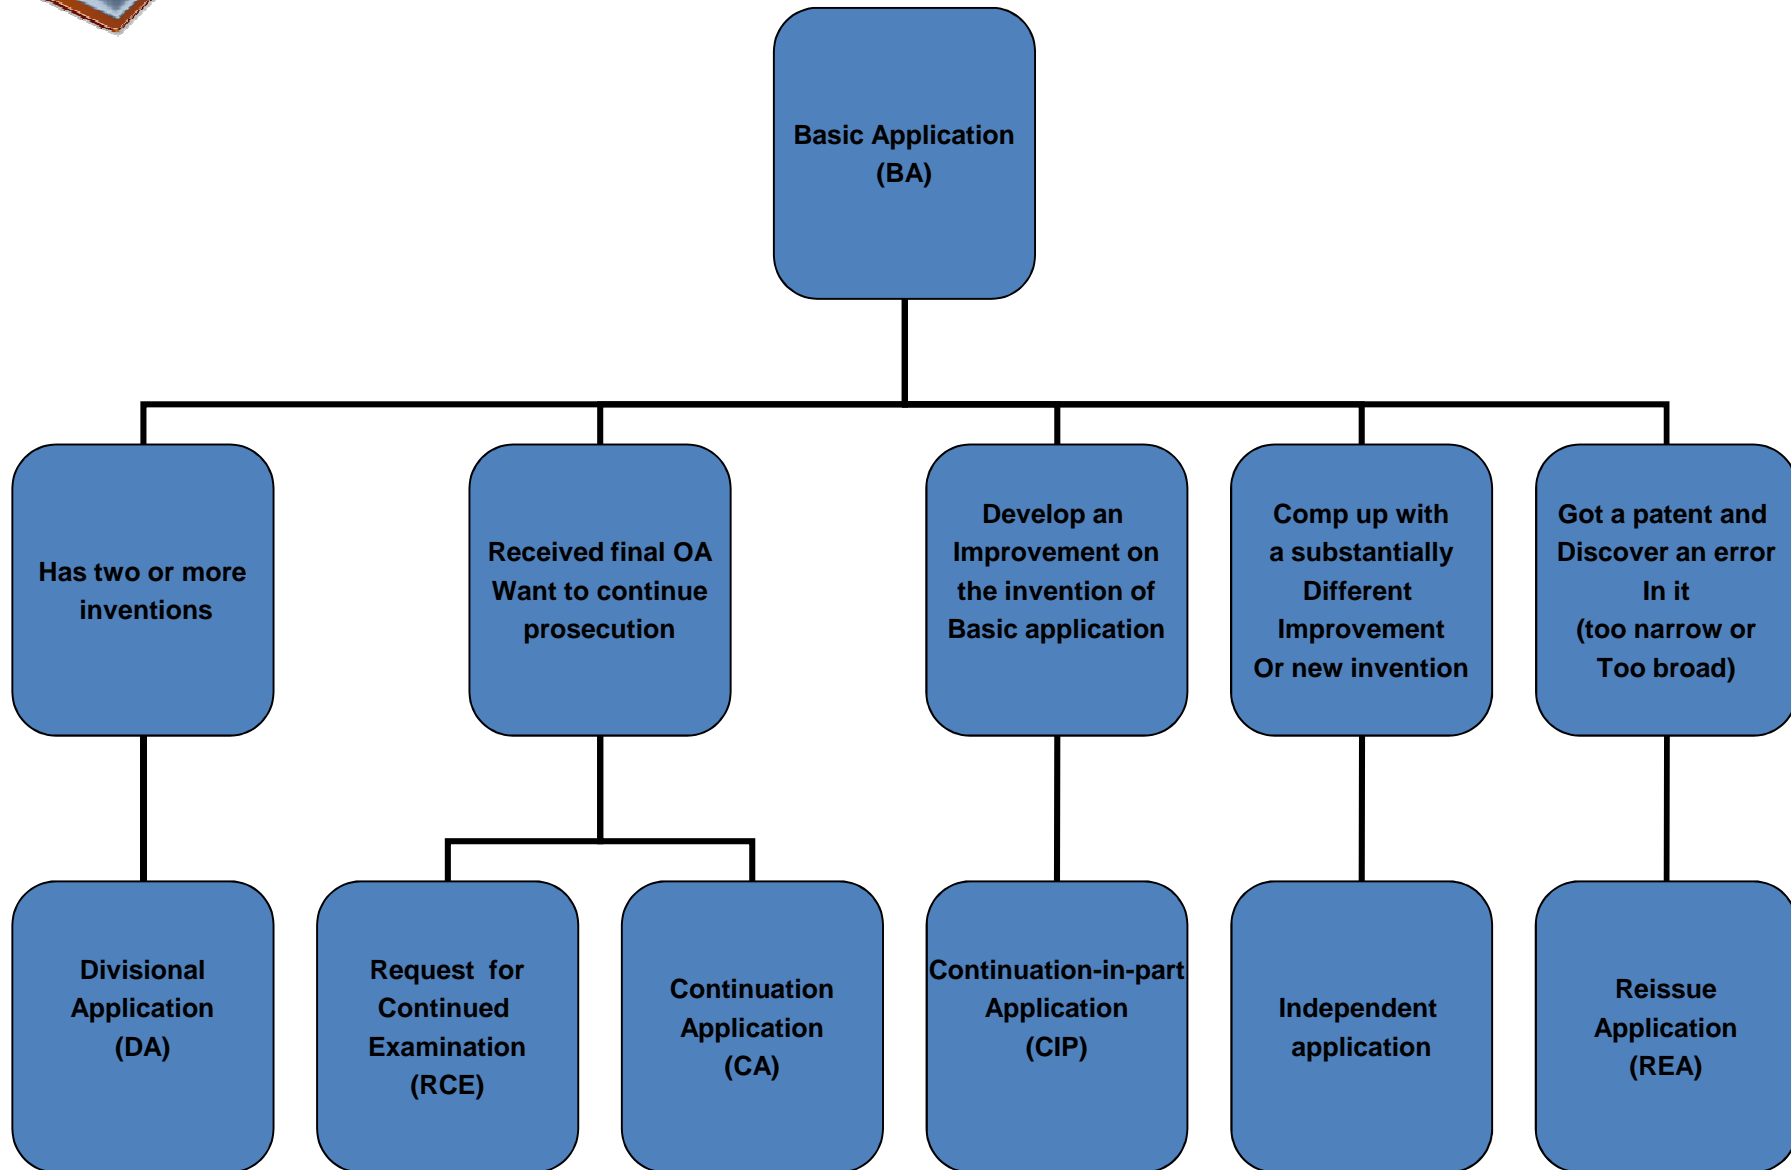 Basic Application
(BA)
Has two or more
inventions
Received final OA
Want to continue
prosecution
Develop an
Improvement on
the invention of
Basic application
Comp up with
a substantially
Different
Improvement
Or new invention
Got a patent and
Discover an error
In it
(too narrow or
Too broad)
Divisional
Application
(DA)
Request for
Continued
Examination
(RCE)
Continuation
Application
(CA)
Continuation-in-part
Application
(CIP)
Independent
application
Reissue
Application
(REA)